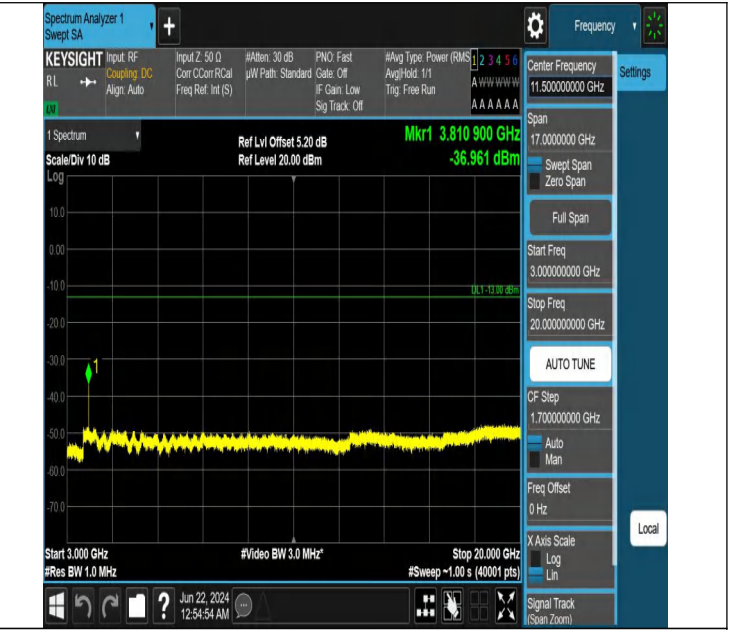 Spectrum Analyzer 1
Swept SA
+
Frequency
KEYSIGHT
RL
LXI
Input: RF
Coupling: DC
Align: Auto
Input Z: 50 Ω
Corr CCorr RCal
Freq Ref: Int (S)
#Atten: 30 dB
µW Path: Standard
PNO: Fast
Gate: Off
IF Gain: Low
Sig Track: Off
#Avg Type: Power (RMS
Avg|Hold: 1/1
Trig: Free Run
1 2 3 4 5 6
A W W W W W
A A A A A A
1 Spectrum
Scale/Div 10 dB
Ref Lvl Offset 5.20 dB
Ref Level 20.00 dBm
Mkr1 3.810 900 GHz
-36.961 dBm
Log
10.0
0.00
-10.0
DL1 -13.00 dBm
-20.0
-30.0
1
-40.0
-50.0
-60.0
-70.0
Start 3.000 GHz
#Video BW 3.0 MHz*
Stop 20.000 GHz
#Res BW 1.0 MHz
#Sweep ~1.00 s (40001 pts)
Jun 22, 2024
12:54:54 AM
?
Center Frequency
11.500000000 GHz
Settings
Span
17.0000000 GHz
Swept Span
Zero Span
Full Span
Start Freq
3.000000000 GHz
Stop Freq
20.000000000 GHz
AUTO TUNE
CF Step
1.700000000 GHz
Auto
Man
Freq Offset
0 Hz
X Axis Scale
Log
Lin
Local
Signal Track
(Span Zoom)